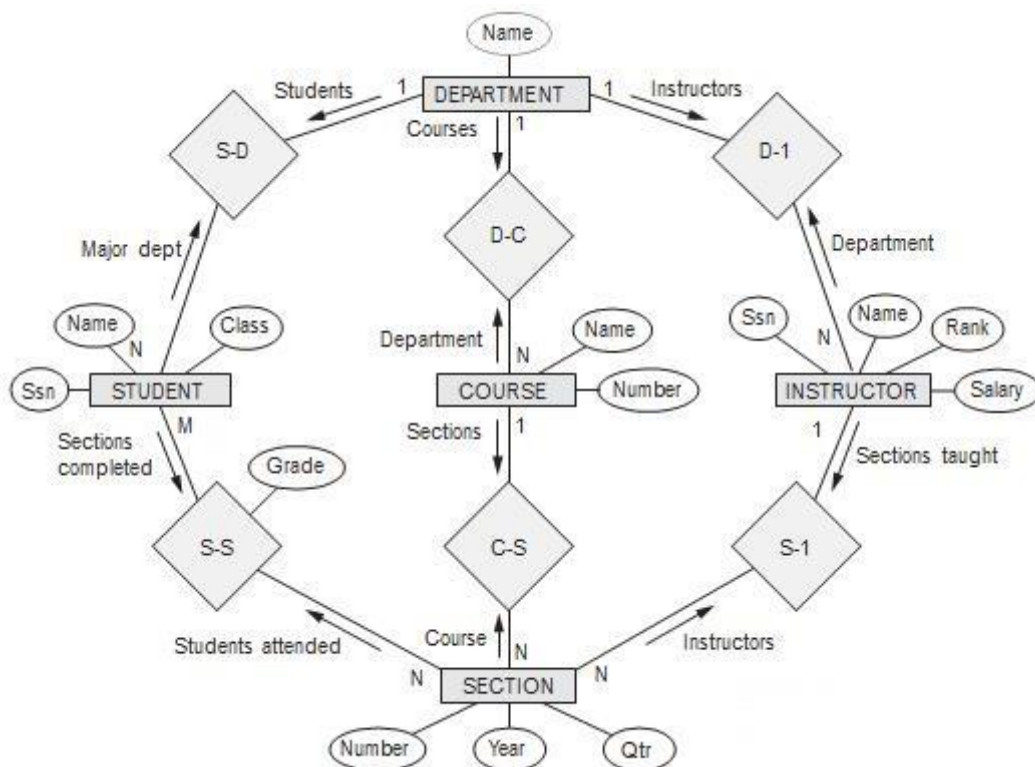 Name
Students
1
DEPARTMENT
1
Instructors
Courses
1
S-D
D-1
D-C
Major dept
Department
Name
Class
Department
Name
Ssn
Name
Rank
N
N
N
Ssn
STUDENT
COURSE
Number
INSTRUCTOR
Salary
M
Sections
1
1
Sections
completed
Sections taught
Grade
S-S
C-S
S-1
Students attended
Course
Instructors
N
N
N
SECTION
Number
Year
Qtr